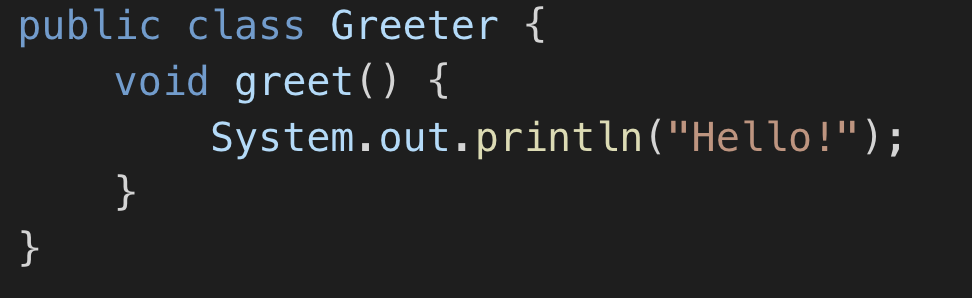 public class Greeter {
    void greet() {
        System.out.println("Hello!");
    }
}